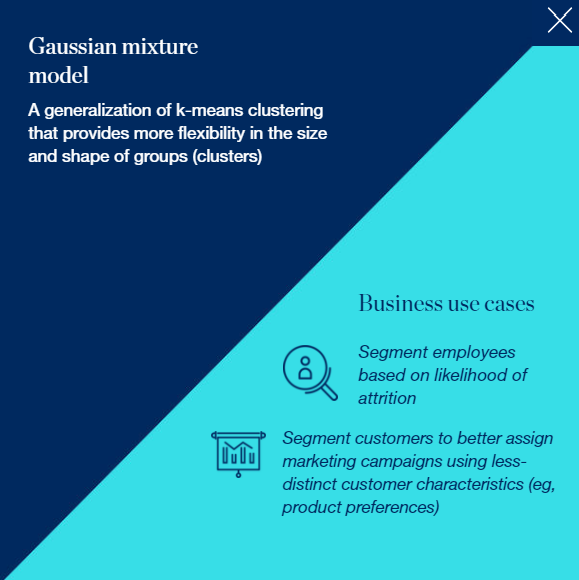 Gaussian mixture
model
A generalization of k-means clustering
that provides more flexibility in the size
and shape of groups (clusters)
Business use cases
Segment employees
based on likelihood of
attrition
Segment customers to better assign
marketing campaigns using less-
distinct customer characteristics (eg,
product preferences)